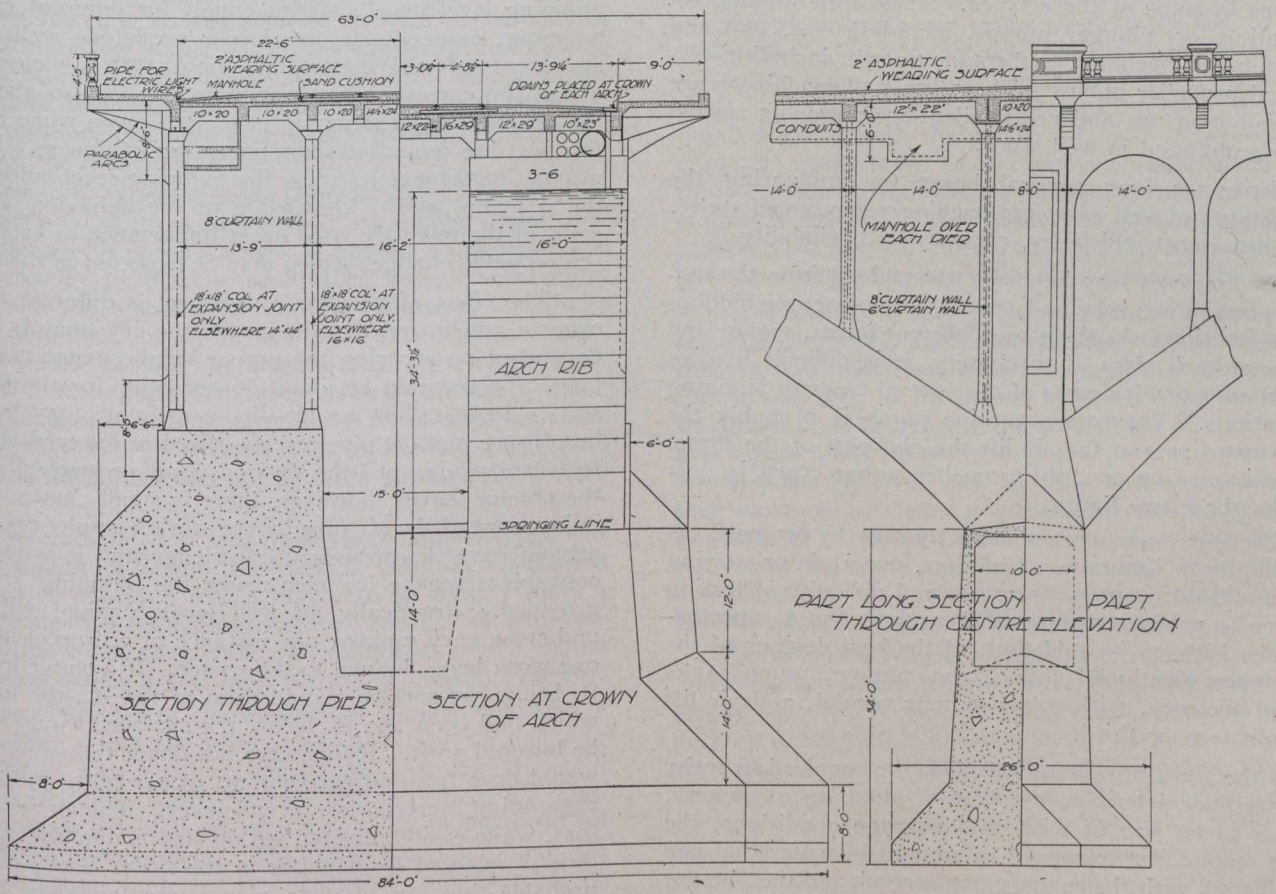 63'-0"
22'-6"
2" ASPHALTIC
WEARING SURFACE
PIPE FOR
ELECTRIC LIGHT
WIRES
MANHOLE
SAND CUSHION
3'-10¼"
4'-8½"
13'-9¼"
9'-0"
DRAINS PLACED AT CROWN
OF EACH ARCH
10×20
10×20
10×20
14½×24"
12"×22"
16"×29"
12"×29"
10"×23"
PARABOLIC
ARCS
8'-6"
3-6
8" CURTAIN WALL
13'-9"
16'-2"
16'-0"
18"×18" COL AT
EXPANSION JOINT
ONLY
ELSEWHERE 14"×14"
18"×18" COL AT
EXPANSION
JOINT ONLY.
ELSEWHERE
16×16
34'-3½"
ARCH RIB
6'-6"
8'-6"
15'-0"
6'-0"
SPRINGING LINE
14'-0"
12'-0"
14'-0"
SECTION THROUGH PIER
SECTION AT CROWN
OF ARCH
8'-0"
8'-0"
84'-0"
2" ASPHALTIC
WEARING SURFACE
12"×22"
10×20
14½×24"
CONDUITS
6'-0"
14'-0"
14'-0"
8'-0"
14'-0"
MANHOLE OVER
EACH PIER
8" CURTAIN WALL
6" CURTAIN WALL
10'-0"
PART LONG SECTION
THROUGH CENTRE
PART
ELEVATION
34'-0"
26'-0"